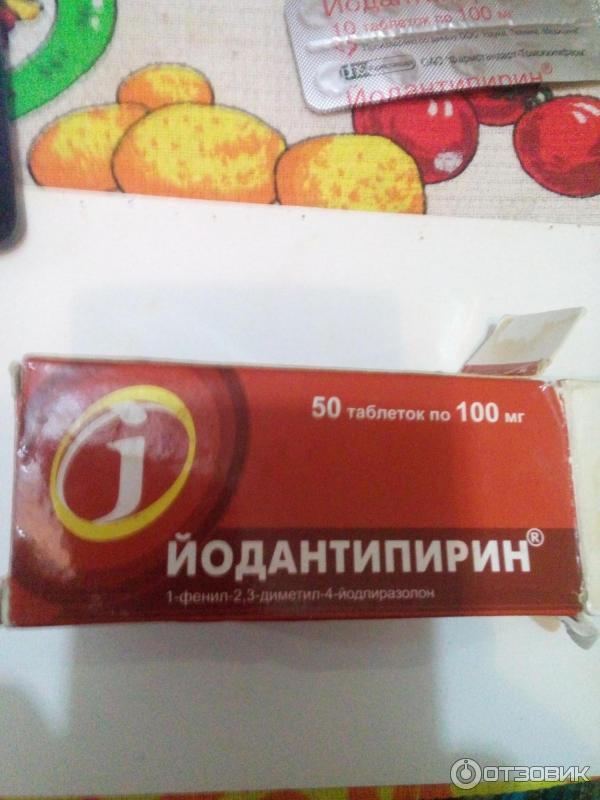 Йодантипирин
10 таблеток по 100 мг
Йодантипирин®
50 таблеток по 100 мг
j
ЙОДАНТИПИРИН®
1-фенил-2,3-диметил-4-йодпиразолон
ОТЗОВИК